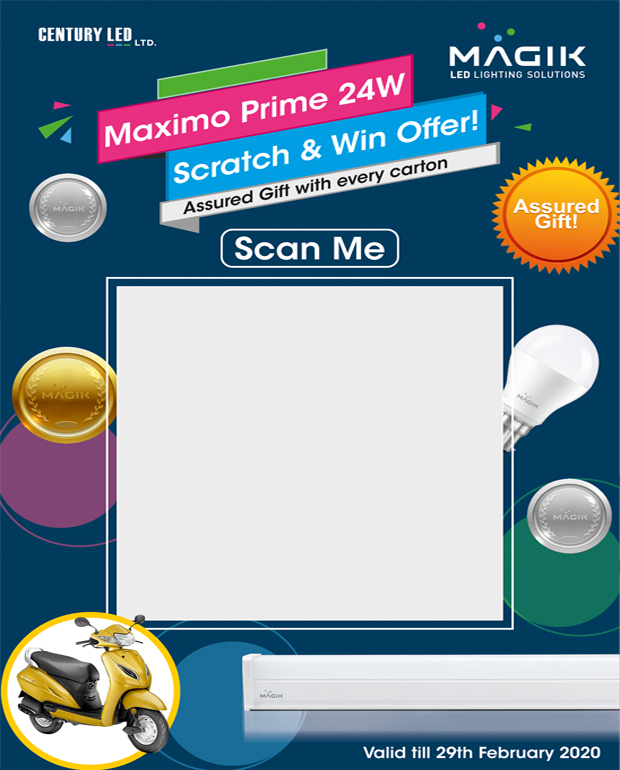 CENTURY LED LTD.
MAGIK
LED LIGHTING SOLUTIONS
Maximo Prime 24W
Scratch & Win Offer!
Assured Gift with every carton
MAGIK
Assured
Gift!
Scan Me
MAGIK
MAGIK
MAGIK
MAGIK
Valid till 29th February 2020